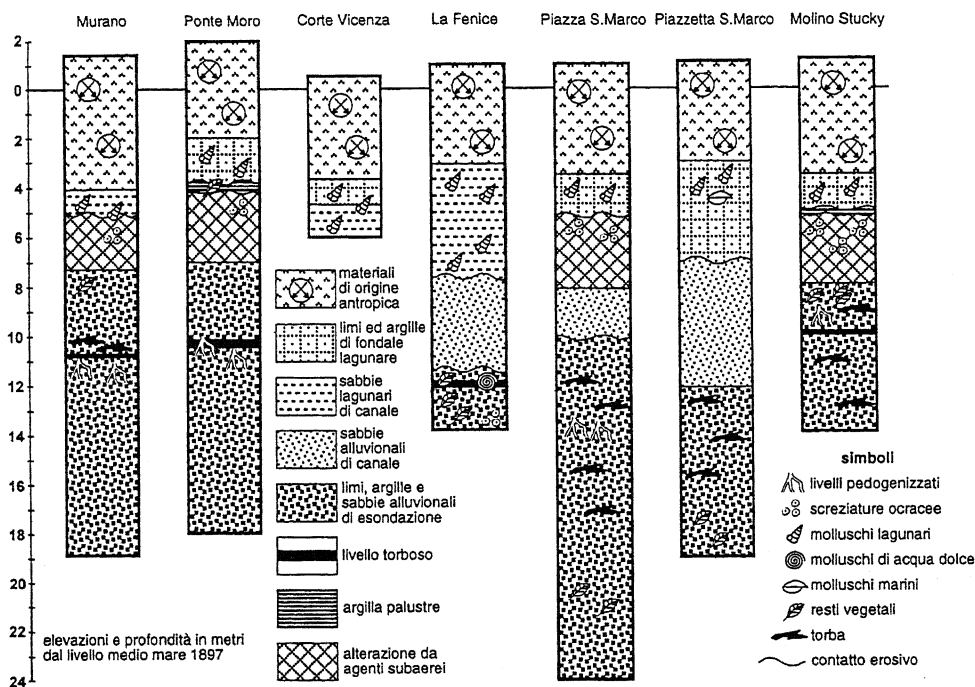 Murano Ponte Moro Corte Vicenza La Fenice Piazza S.Marco Piazzetta S.Marco Molino Stucky
2
0
2
4
6
8
10
12
14
16
18
20
22
24
materiali
di origine
antropica
limi ed argille
di fondale
lagunare
sabbie
lagunari
di canale
sabbie
alluvionali
di canale
limi, argille e
sabbie alluvionali
di esondazione
livello torboso
argilla palustre
alterazione da
agenti subaerei
elevazioni e profondità in metri
dal livello medio mare 1897
simboli
livelli pedogenizzati
screziature ocracee
molluschi lagunari
molluschi di acqua dolce
molluschi marini
resti vegetali
torba
contatto erosivo